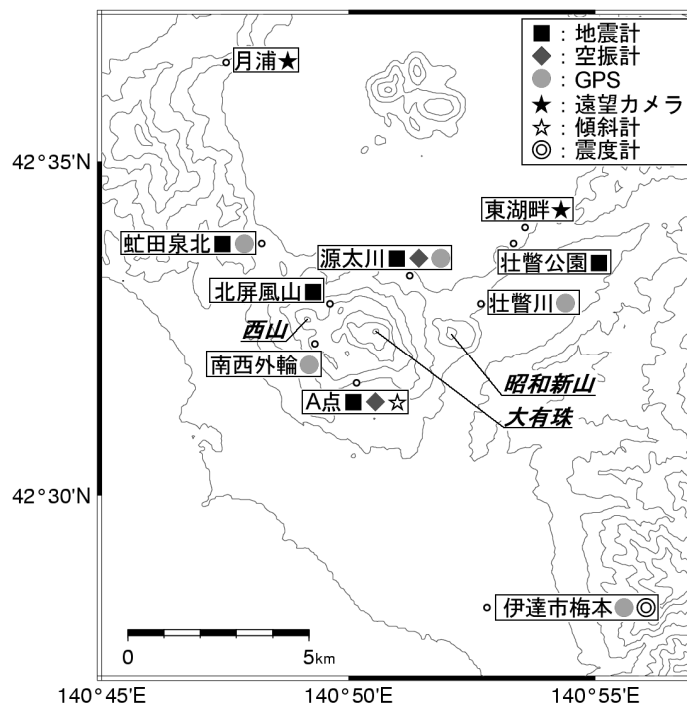 ■：地震計
◆：空振計
●：GPS
★：遠望カメラ
☆：傾斜計
◎：震度計
月浦★
42°35'N
東湖畔★
虻田泉北■●
源太川■◆●
壮瞥公園■
北屏風山■
壮瞥川●
西山
南西外輪●
昭和新山
A点■◆☆
大有珠
42°30'N
伊達市梅本●◎
0
5km
140°45'E
140°50'E
140°55'E